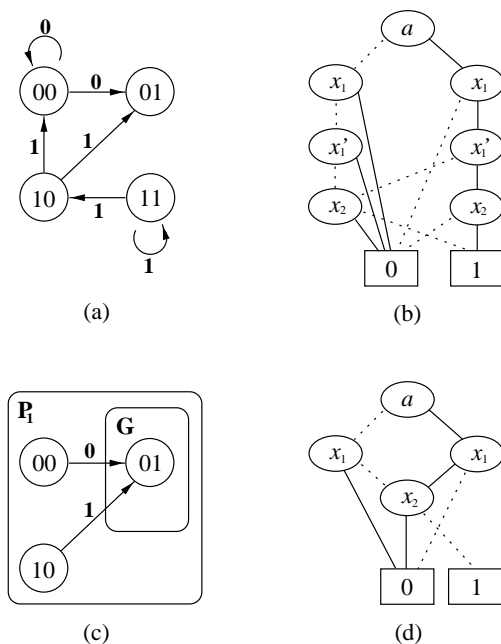 0
00 0 01
1 1
10 1 11
1
(a)
a
x₁ x₁
x₁' x₁'
x₂ x₂
0 1
(b)
P₁
G
00 0 01
1
10
(c)
a
x₁ x₁
x₂
0 1
(d)